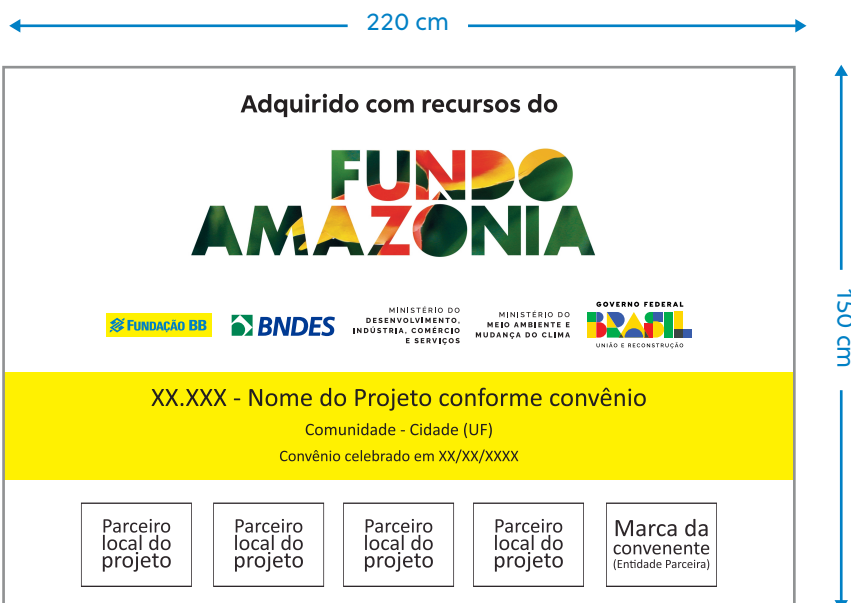 220 cm
Adquirido com recursos do
FUNDO
AMAZÔNIA
FUNDAÇÃO BB
BNDES
MINISTÉRIO DO
DESENVOLVIMENTO,
INDÚSTRIA, COMÉRCIO
E SERVIÇOS
MINISTÉRIO DO
MEIO AMBIENTE E
MUDANÇA DO CLIMA
GOVERNO FEDERAL
BRASIL
UNIÃO E RECONSTRUÇÃO
150 cm
XX.XXX - Nome do Projeto conforme convênio
Comunidade - Cidade (UF)
Convênio celebrado em XX/XX/XXXX
Parceiro
local do
projeto
Parceiro
local do
projeto
Parceiro
local do
projeto
Parceiro
local do
projeto
Marca da
convenente
(Entidade Parceira)